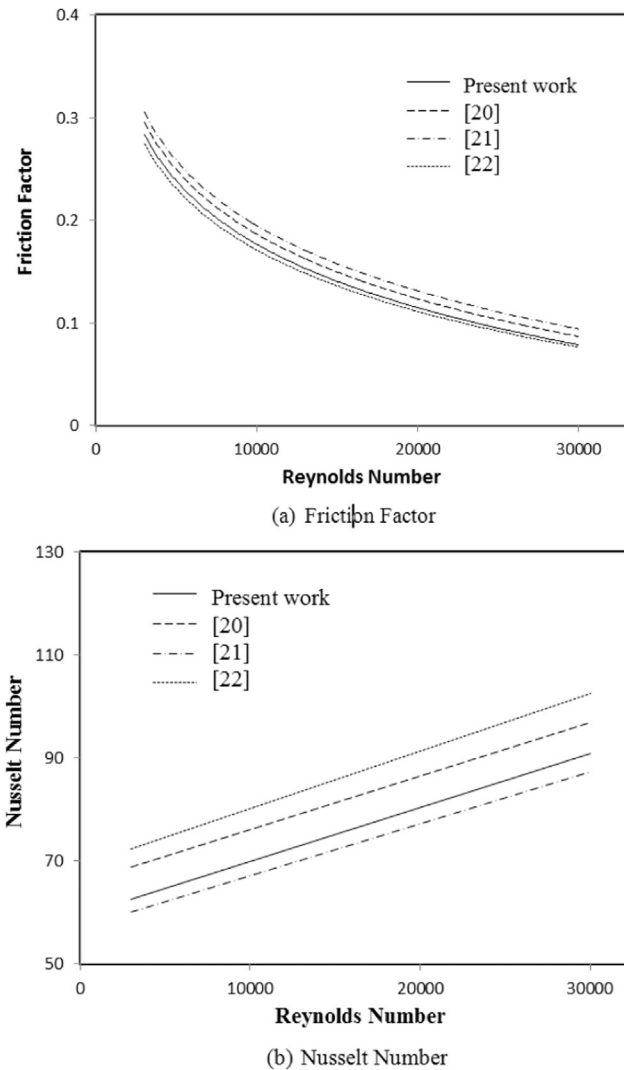 0.4
0.3
0.2
0.1
0
Friction Factor
Present work
[20]
[21]
[22]
0 10000 20000 30000
Reynolds Number
(a) Friction Factor
130
110
90
70
50
Nusselt Number
Present work
[20]
[21]
[22]
0 10000 20000 30000
Reynolds Number
(b) Nusselt Number